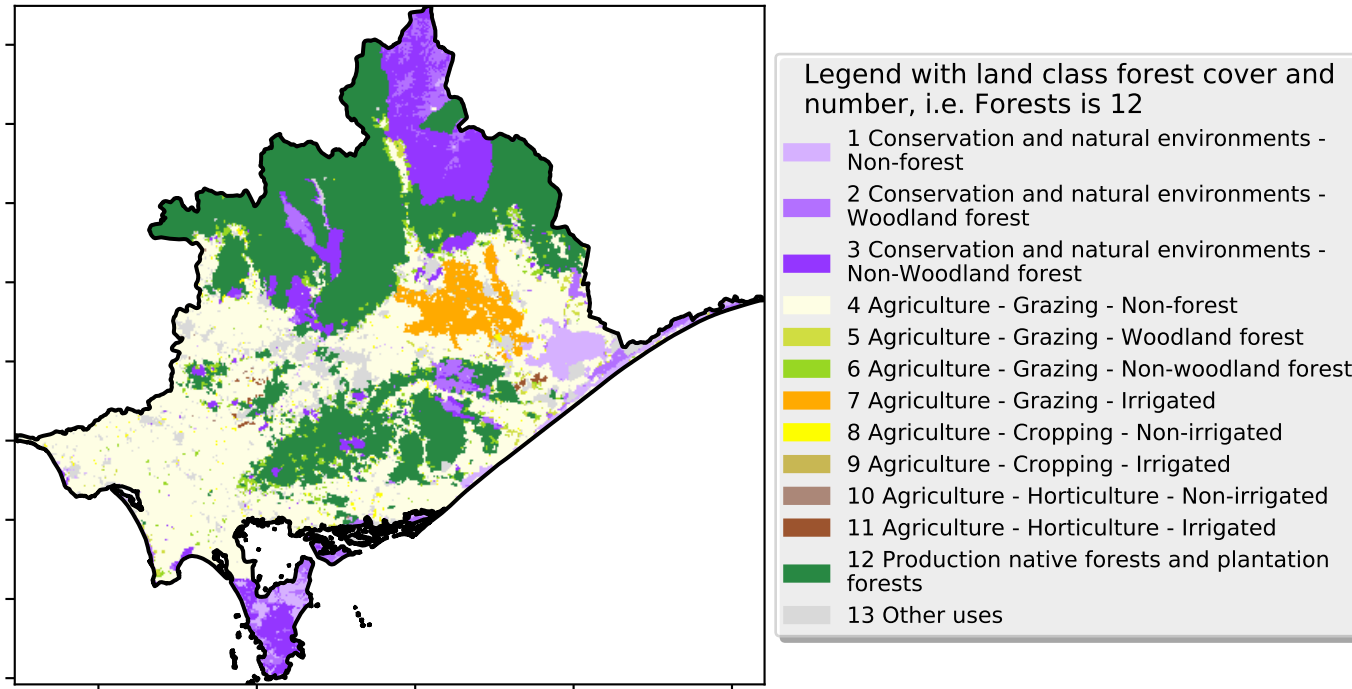 Legend with land class forest cover and
number, i.e. Forests is 12
1 Conservation and natural environments -
Non-forest
2 Conservation and natural environments -
Woodland forest
3 Conservation and natural environments -
Non-Woodland forest
4 Agriculture - Grazing - Non-forest
5 Agriculture - Grazing - Woodland forest
6 Agriculture - Grazing - Non-woodland forest
7 Agriculture - Grazing - Irrigated
8 Agriculture - Cropping - Non-irrigated
9 Agriculture - Cropping - Irrigated
10 Agriculture - Horticulture - Non-irrigated
11 Agriculture - Horticulture - Irrigated
12 Production native forests and plantation
forests
13 Other uses